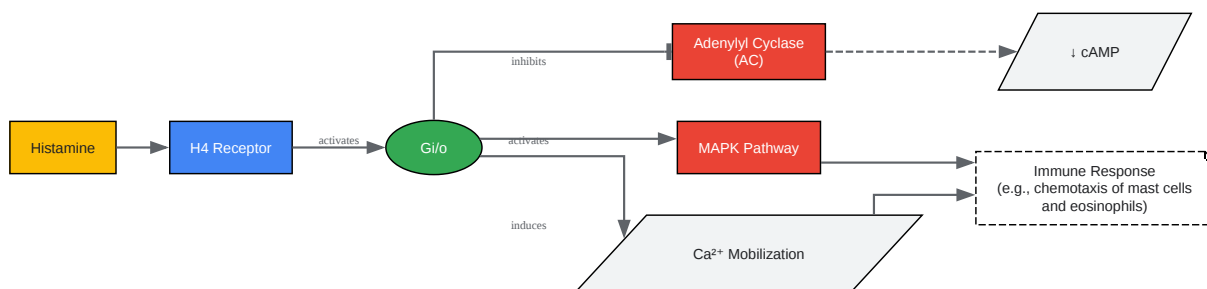 Histamine
H4 Receptor
activates
Gi/o
inhibits
Adenylyl Cyclase
(AC)
↓ cAMP
activates
MAPK Pathway
induces
Ca²⁺ Mobilization
Immune Response
(e.g., chemotaxis of mast cells
and eosinophils)